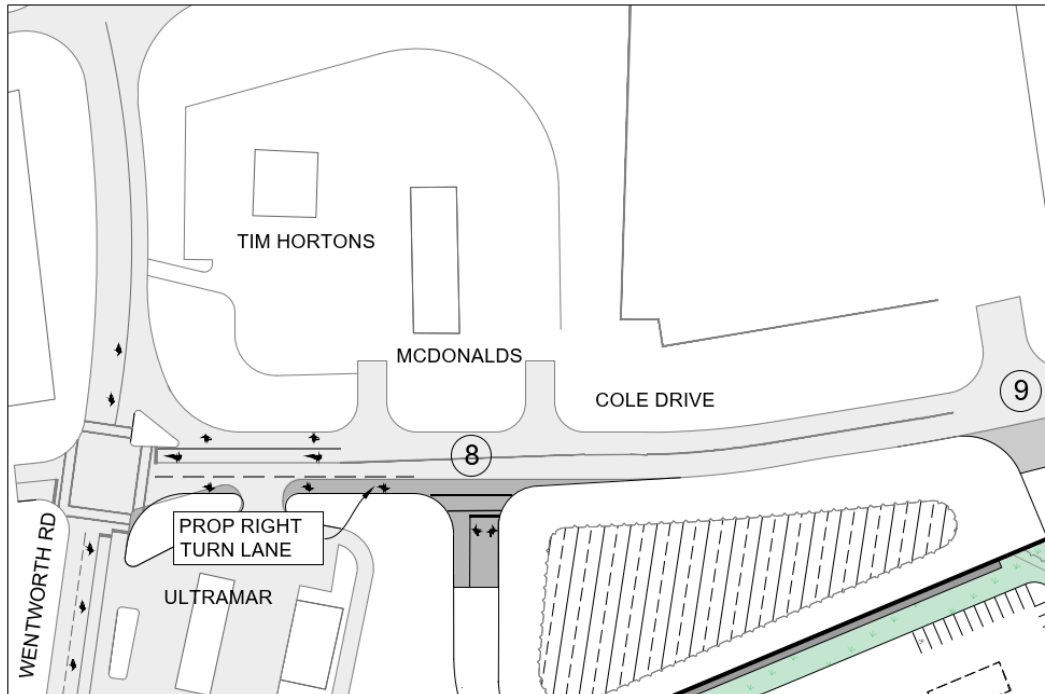 TIM HORTONS
MCDONALDS
COLE DRIVE
9
8
PROP RIGHT
TURN LANE
ULTRAMAR
WENTWORTH RD